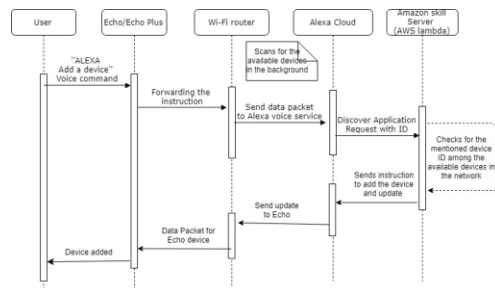 User
Echo/Echo Plus
Wi-Fi router
Alexa Cloud
Amazon skill
Server
(AWS lambda)
Scans for the
available devices
in the background
"ALEXA
Add a device"
Voice command
Forwarding the
instruction
Send data packet
to Alexa voice service
Discover Application
Request with ID
Checks for the
mentioned device
ID among the
available devices in
the network
Sends instruction
to add the device
and update
Send update
to Echo
Data Packet for
Echo device
Device added